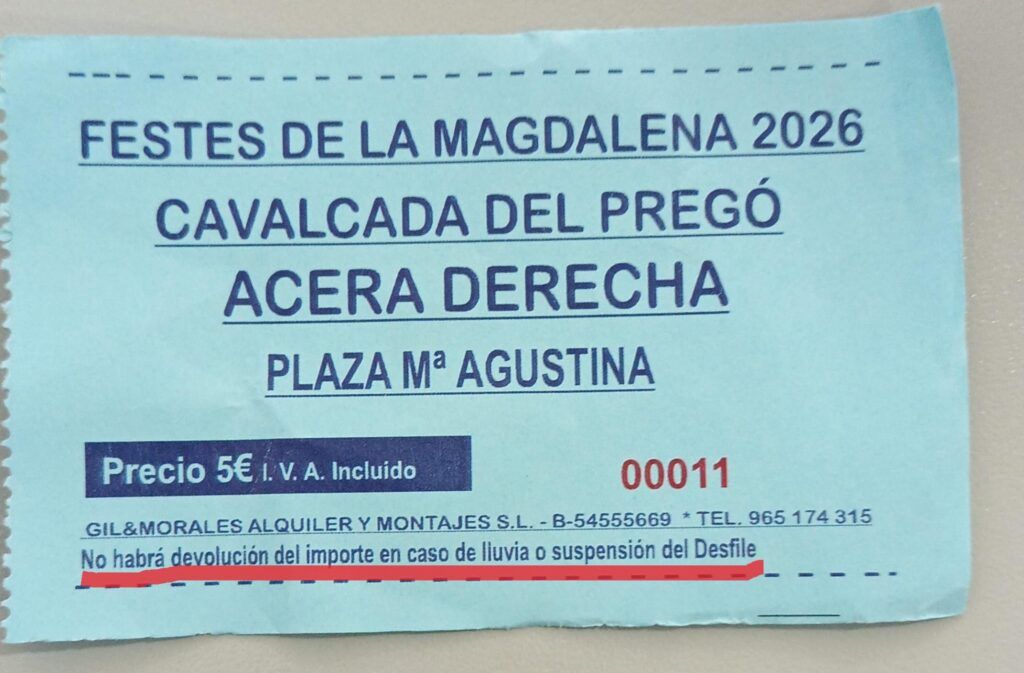 FESTES DE LA MAGDALENA 2026
CAVALCADA DEL PREGÓ
ACERA DERECHA
PLAZA Mª AGUSTINA
Precio 5€ I. V. A. Incluido
00011
GIL&MORALES ALQUILER Y MONTAJES S.L. - B-54555669 * TEL. 965 174 315
No habrá devolución del importe en caso de lluvia o suspensión del Desfile